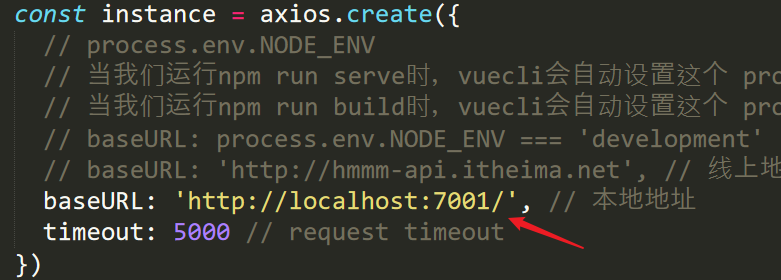 const instance = axios.create({
// process.env.NODE_ENV
// 当我们运行npm run serve时，vuecli会自动设置这个
// 当我们运行npm run build时，vuecli会自动设置这个
// baseURL: process.env.NODE_ENV === 'development'
// baseURL: 'http://hmmm-api.itheima.net', // 线上
baseURL: 'http://localhost:7001/', // 本地地址
timeout: 5000 // request timeout
})